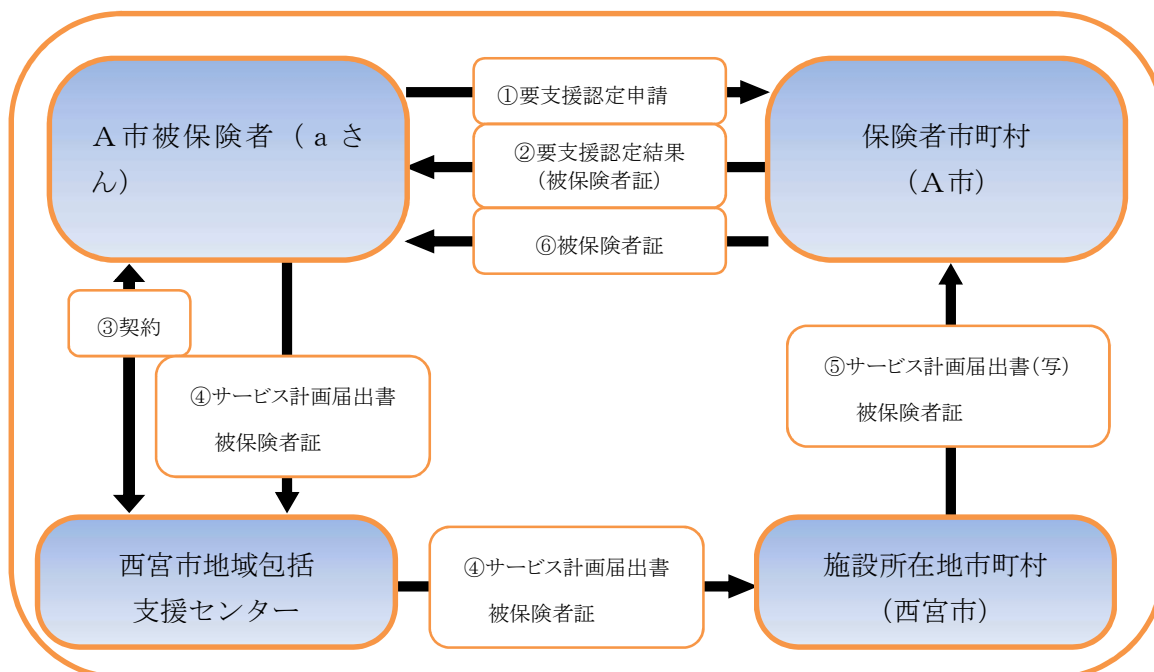 A市被保険者(aさ
ん)
①要支援認定申請
②要支援認定結果
(被保険者証)
⑥被保険者証
保険者市町村
(A市)
③契約
④サービス計画届出書
被保険者証
⑤サービス計画届出書(写)
被保険者証
西宮市地域包括
支援センター
④サービス計画届出書
被保険者証
施設所在地市町村
(西宮市)